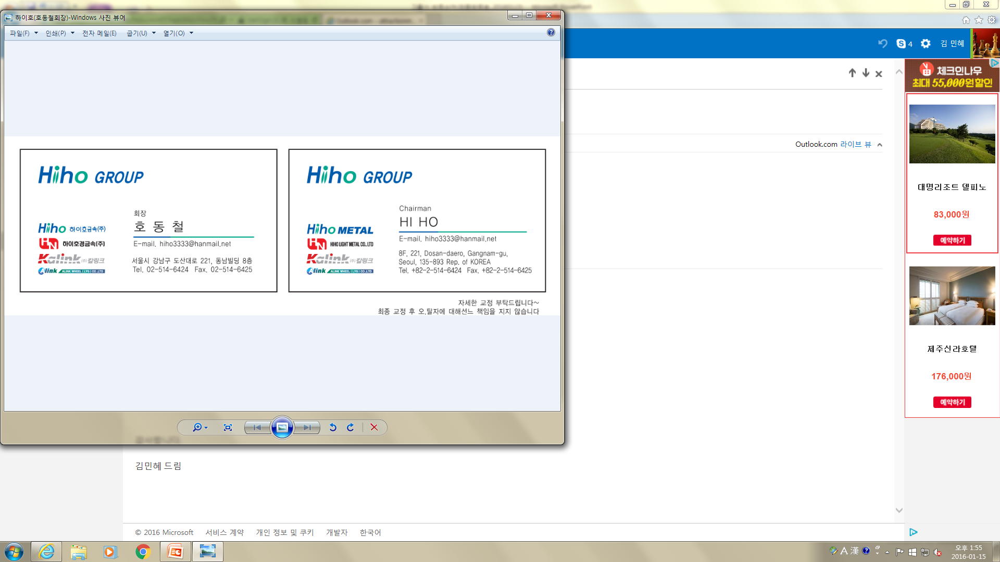 하이호(호동철회장)-Windows 사진 뷰어
파일(F) 인쇄(P) 전자 메일(E) 굽기(U) 열기(O)
4 김 민혜
체크인나우
최대 55,000원할인
Outlook.com 라이브 뷰
대명리조트 델피노
83,000원
예약하기
제주신라호텔
176,000원
예약하기
Hiho GROUP
회장
호 동 철
E-mail. hiho3333@hanmail.net
서울시 강남구 도산대로 221, 동남빌딩 8층
Tel. 02-514-6424 Fax. 02-514-6425
Hiho 하이호금속(주)
하이호경금속(주)
Kalink (주)칼링크
Alink ALINK WHEEL (LYG) CO.,LTD
Hiho GROUP
Chairman
HI HO
E-mail. hiho3333@hanmail.net
8F, 221, Dosan-daero, Gangnam-gu,
Seoul, 135-893 Rep. of KOREA
Tel. +82-2-514-6424 Fax. +82-2-514-6425
Hiho METAL
HIHO LIGHT METAL CO., LTD
Kalink (주)칼링크
Alink ALINK WHEEL (LYG) CO.,LTD
자세한 교정 부탁드립니다~
최종 교정 후 오.탈자에 대해선느 책임을 지지 않습니다
김민혜 드림
© 2016 Microsoft 서비스 계약 개인 정보 및 쿠키 개발자 한국어
A 漢
오후 1:55
2016-01-15